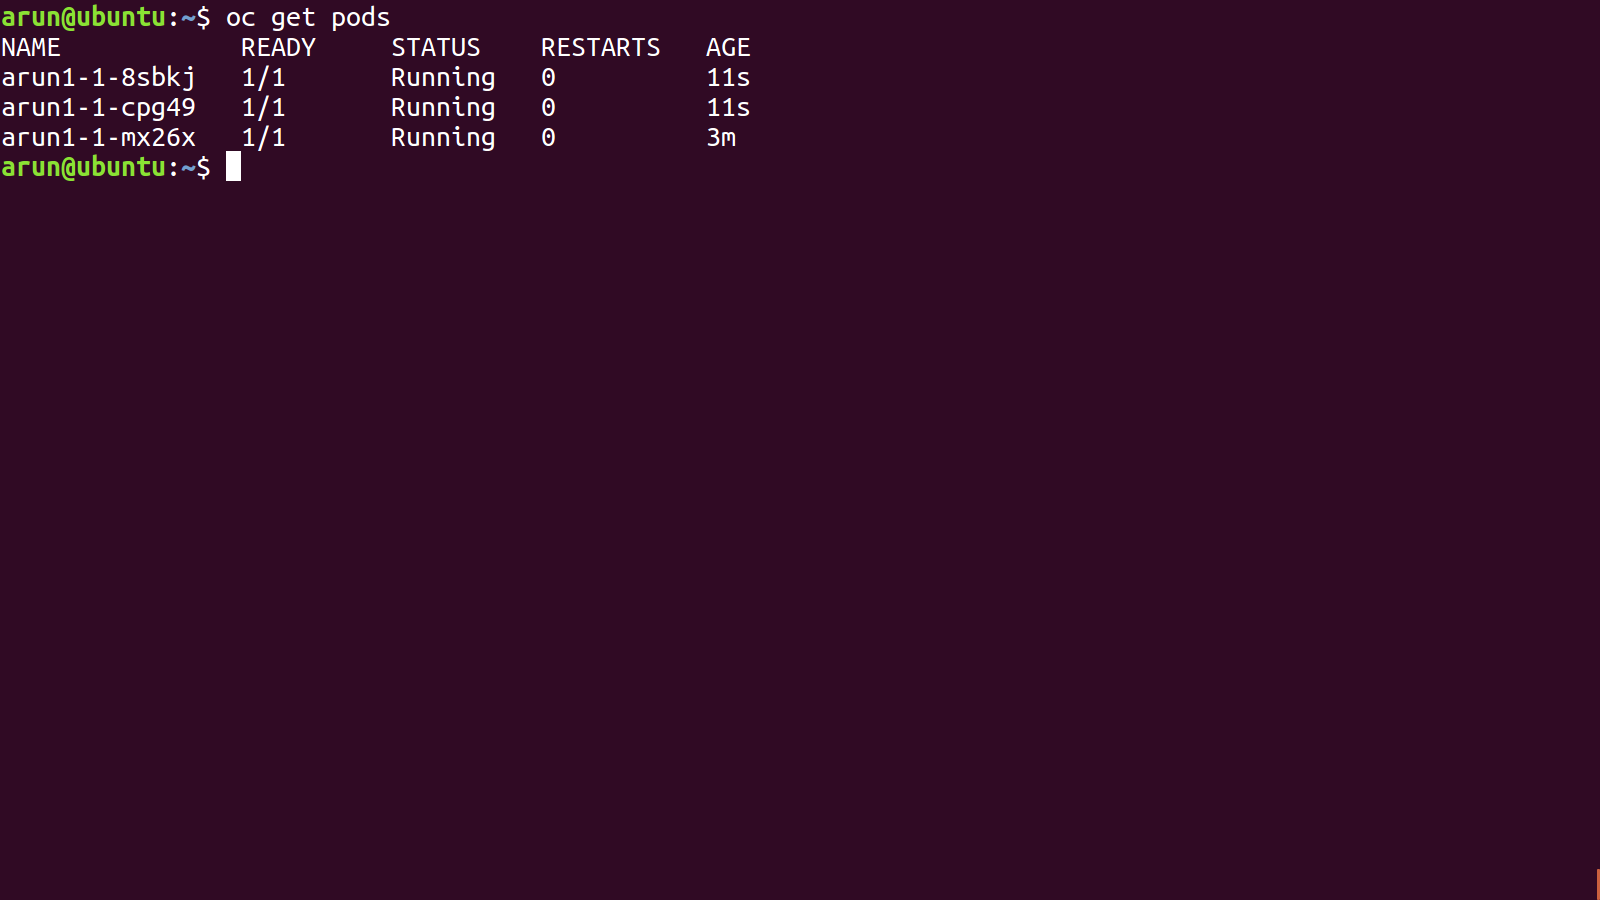 arun@ubuntu:~$ oc get pods
NAME            READY     STATUS    RESTARTS   AGE
arun1-1-8sbkj   1/1       Running   0          11s
arun1-1-cpg49   1/1       Running   0          11s
arun1-1-mx26x   1/1       Running   0          3m
arun@ubuntu:~$